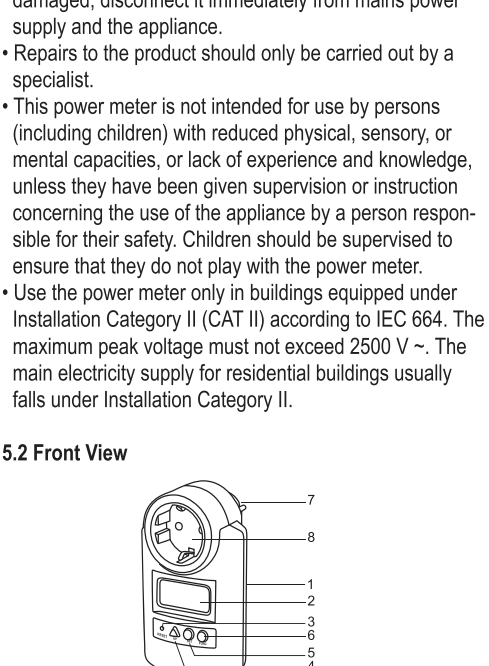 damaged, disconnect it immediately from mains power
supply and the appliance.
• Repairs to the product should only be carried out by a
specialist.
• This power meter is not intended for use by persons
(including children) with reduced physical, sensory, or
mental capacities, or lack of experience and knowledge,
unless they have been given supervision or instruction
concerning the use of the appliance by a person respon-
sible for their safety. Children should be supervised to
ensure that they do not play with the power meter.
• Use the power meter only in buildings equipped under
Installation Category II (CAT II) according to IEC 664. The
maximum peak voltage must not exceed 2500 V ~. The
main electricity supply for residential buildings usually
falls under Installation Category II.
5.2 Front View
7
8
1
2
3
6
5
4
RESET